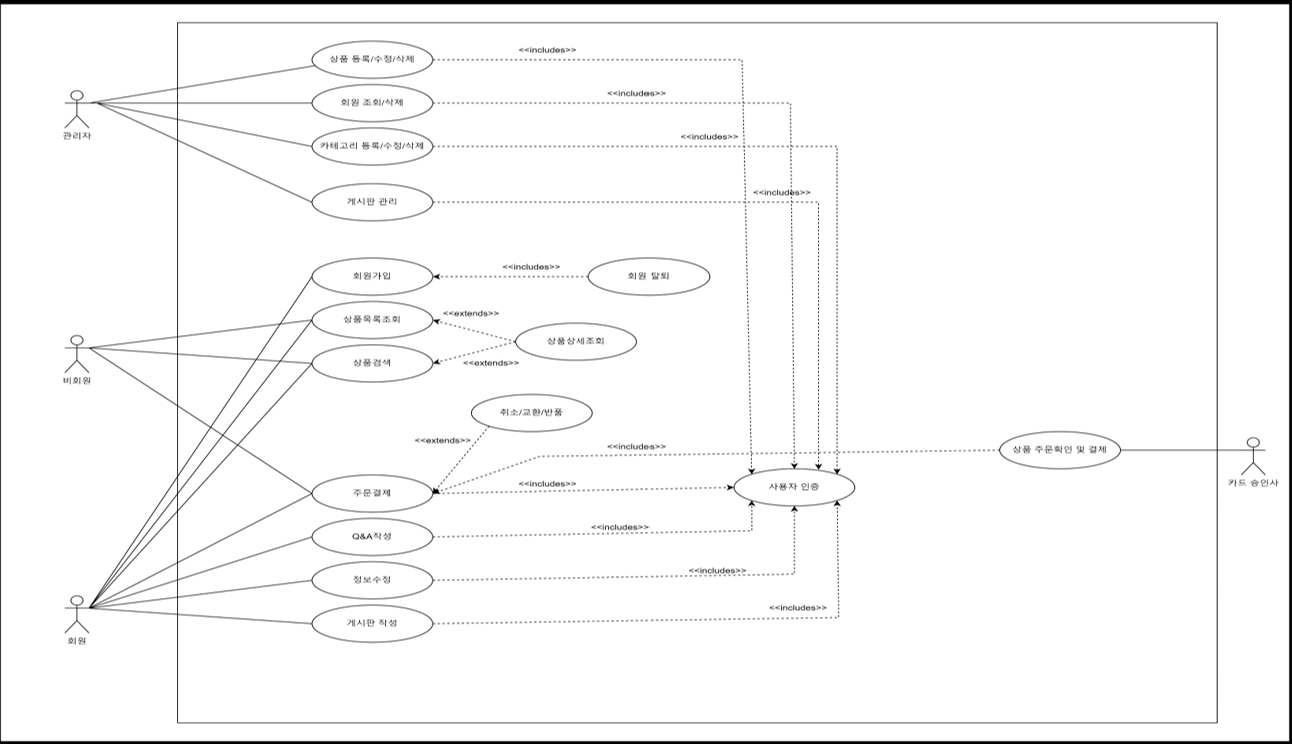 <<includes>>
상품 등록/수정/삭제
<<includes>>
회원 조회/삭제
관리자
<<includes>>
카테고리 등록/수정/삭제
<<includes>>
게시판 관리
<<includes>>
회원가입
회원 탈퇴
<<extends>>
상품목록조회
상품상세조회
비회원
상품검색
<<extends>>
취소/교환/반품
<<extends>>
<<includes>>
상품 주문확인 및 결제
카드 승인사
<<includes>>
주문결제
사용자 인증
<<includes>>
Q&A작성
<<includes>>
정보수정
<<includes>>
게시판 작성
회원